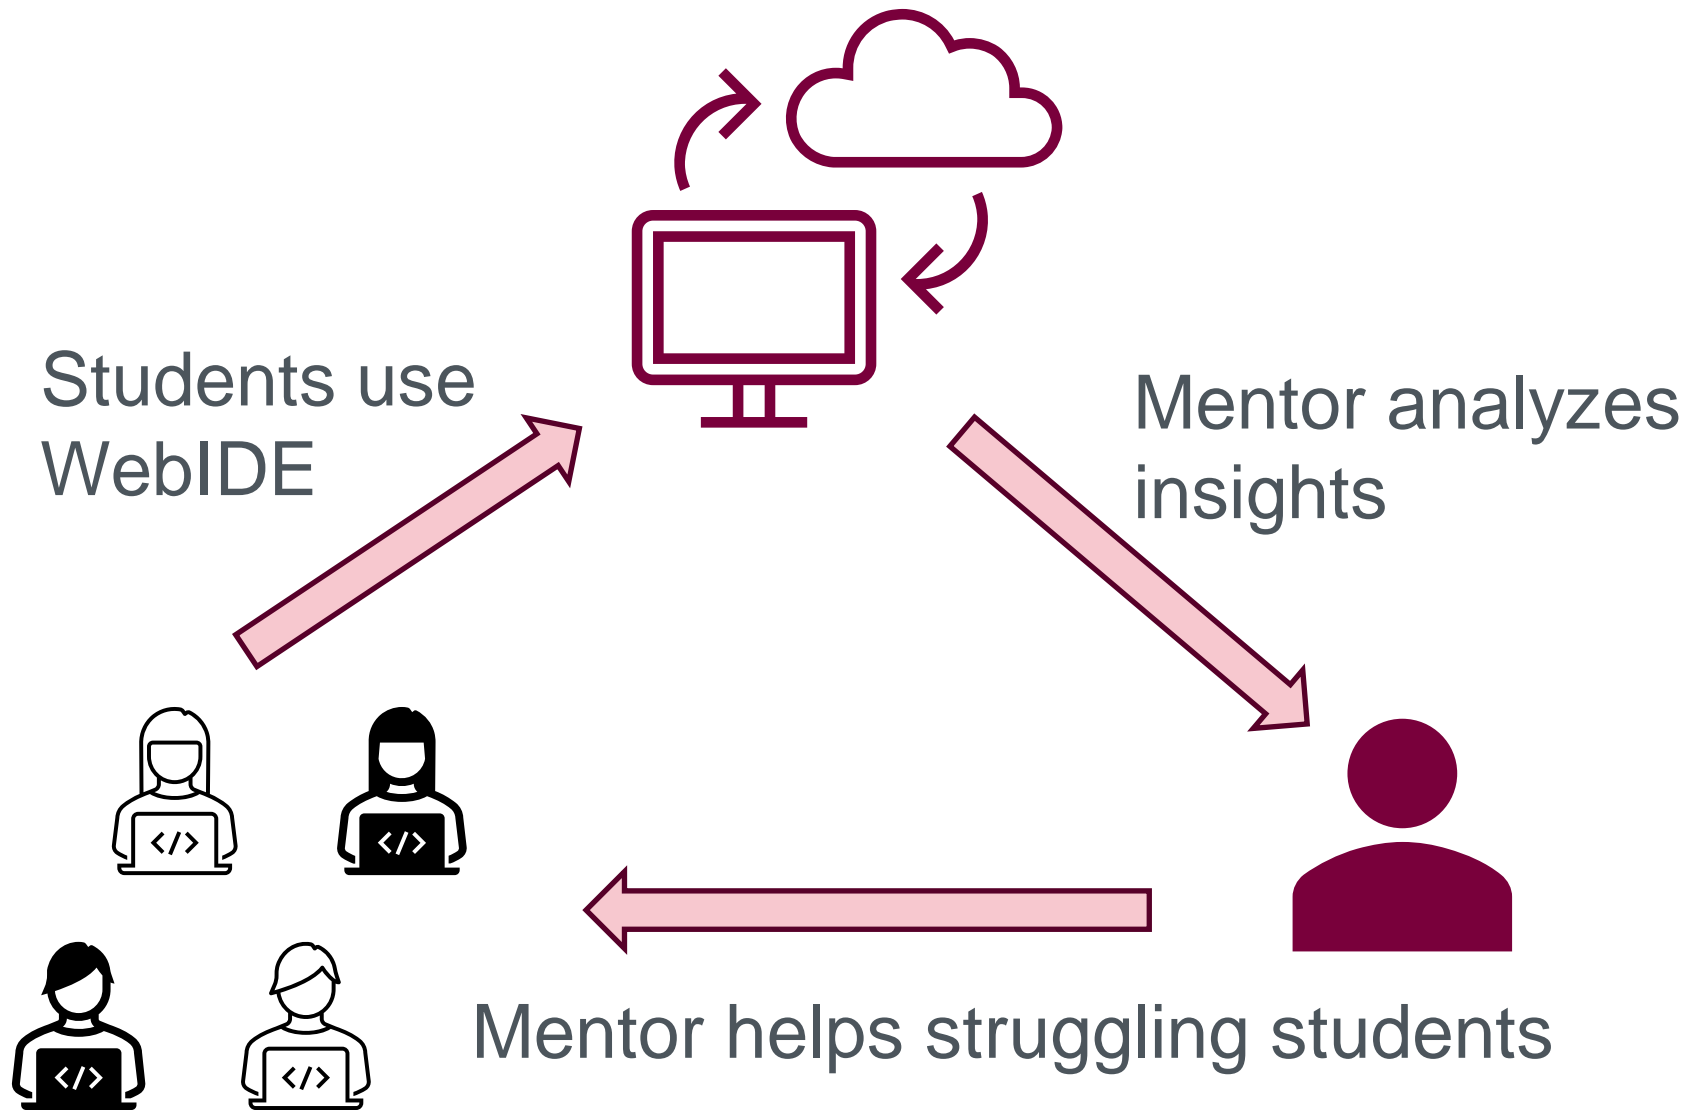 Students use
WebIDE
Mentor analyzes
insights
</>
</>
</>
</>
Mentor helps struggling students